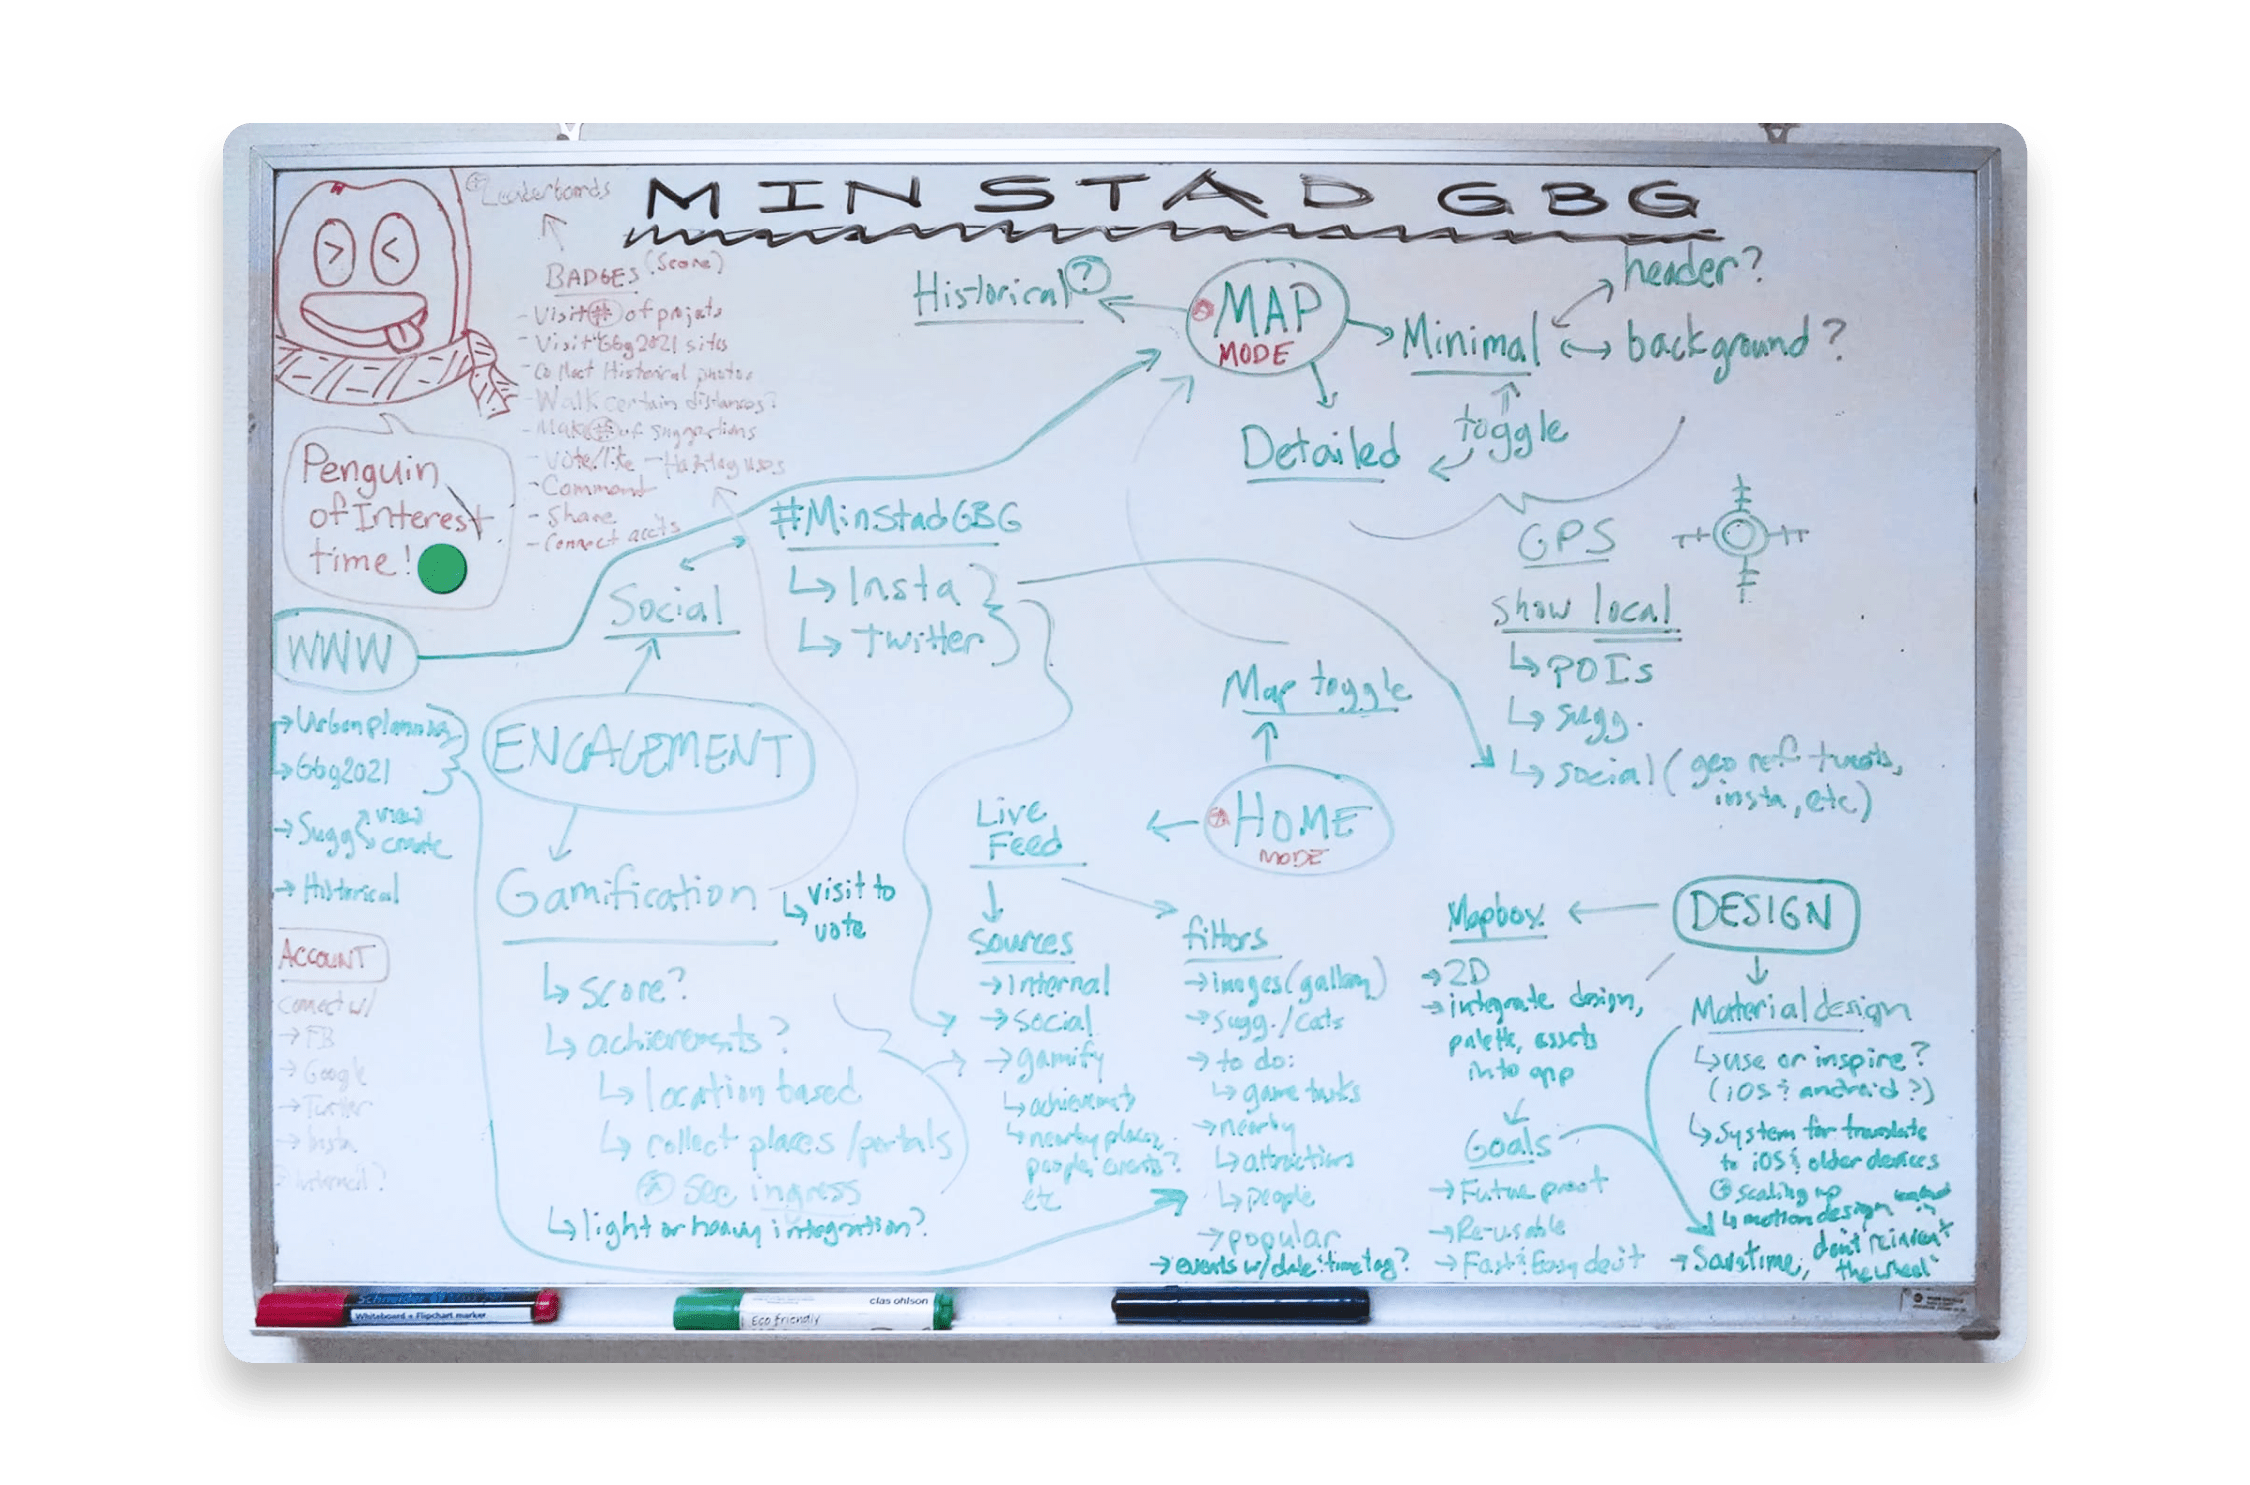 MIN STAD GBG
Leaderboards
BADGES (Score)
- Visit # of projets
- Visit Gbg2021 sites
- Collect Historical photos
- Walk certain distances?
- Make # of suggestions
- Vote/like - Hashtag uses
- Comment
- Share
- Connect accts
Penguin
of Interest
time!
WWW
→ Urban planning
↳ Gbg2021
→ Sugg
view
create
→ Historical
ACCOUNT
connect w/
→ FB
→ Google
→ Twitter
→ Insta
Social
#MinStadGBG
↳ Insta
↳ twitter
ENGAGEMENT
Gamification
↳ visit to
vote
↳ score?
↳ achievements?
↳ location based
↳ collect places/portals
see ingress
↳ light or heavy integration?
Historical ?
MAP
MODE
Minimal
header?
background?
toggle
Detailed
GPS
show local
↳ POIs
↳ sugg.
↳ social (geo ref tweets,
insta, etc)
Map toggle
HOME
MODE
Live
Feed
Sources
→ Internal
→ social
→ gamify
↳ achievements
↳ nearby places,
people, events?
etc
filters
→ images (gallery)
→ sugg./cats
→ to do:
↳ game tasks
→ nearby
↳ attractions
↳ people
→ popular
→ events w/ date : time tag?
DESIGN
Mapbox
→ 2D
→ integrate design,
palette, assets
into app
Goals
→ Future proof
→ Re-usable
→ Fast & Easy dev't
Material design
↳ use or inspire?
(iOS & android?)
↳ System for translate
to iOS & older devices
scaling up
↳ motion design
→ Save time, don't reinvent
the wheel
Schneider
Whiteboard + Flipchart marker
clas ohlson
Eco friendly